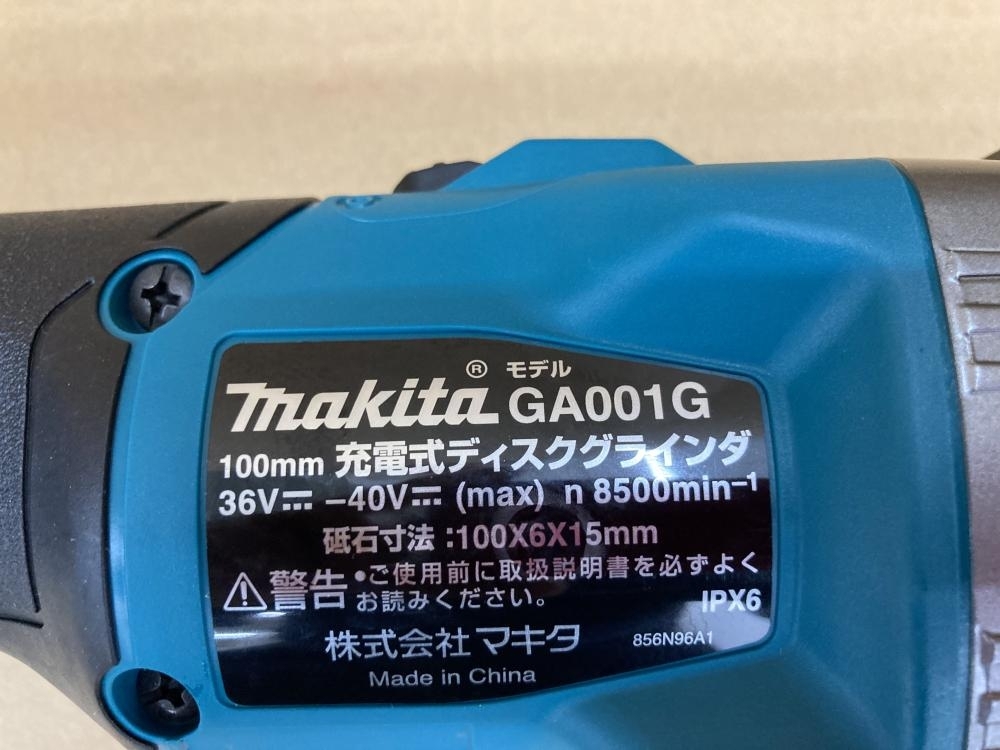 makita® モデル GA001G
100mm 充電式ディスクグラインダ
36V⎓ –40V⎓ (max) n 8500min⁻¹
砥石寸法:100X6X15mm
⚠警告 •ご使用前に取扱説明書を必ずよく
お読みください。 IPX6
株式会社 マキタ 856N96A1
Made in China